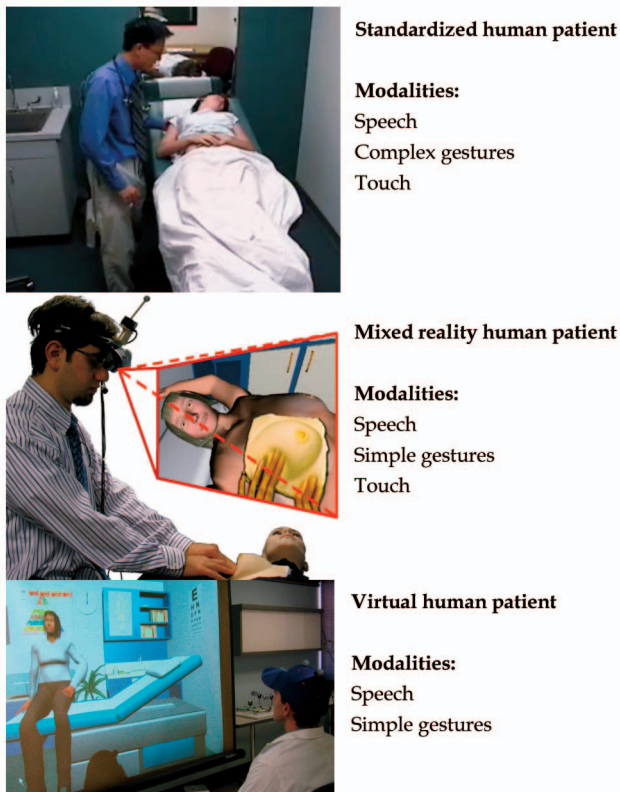 Standardized human patient
Modalities:
Speech
Complex gestures
Touch
Mixed reality human patient
Modalities:
Speech
Simple gestures
Touch
Virtual human patient
Modalities:
Speech
Simple gestures